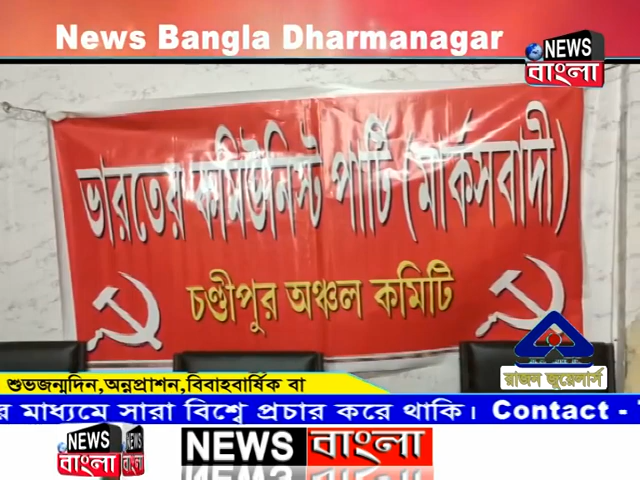 News Bangla Dharmanagar
NEWS
বাংলা
ভারতের কমিউনিস্ট পার্টি (মার্কসবাদী)
চণ্ডীপুর অঞ্চল কমিটি
রাজন জুয়েলার্স
শুভজন্মদিন,অন্নপ্রাশন,বিবাহবার্ষিক বা
র মাধ্যমে সারা বিশ্বে প্রচার করে থাকি। Contact -
NEWS
বাংলা
NEWS বাংলা